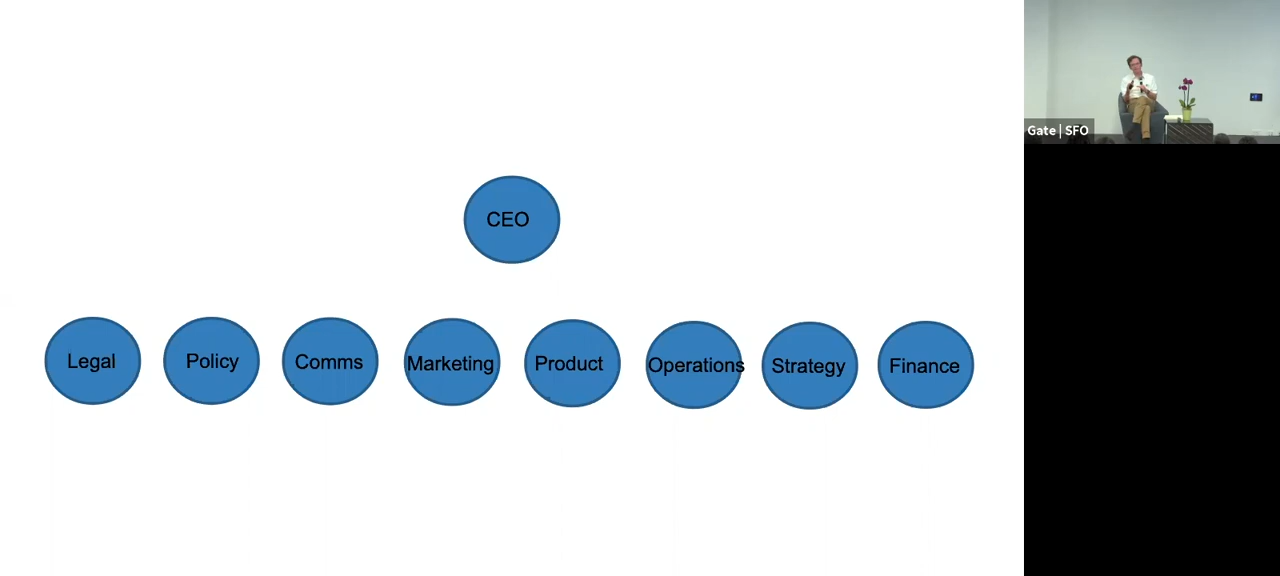 CEO
Legal
Policy
Comms
Marketing
Product
Operations
Strategy
Finance
Gate | SFO